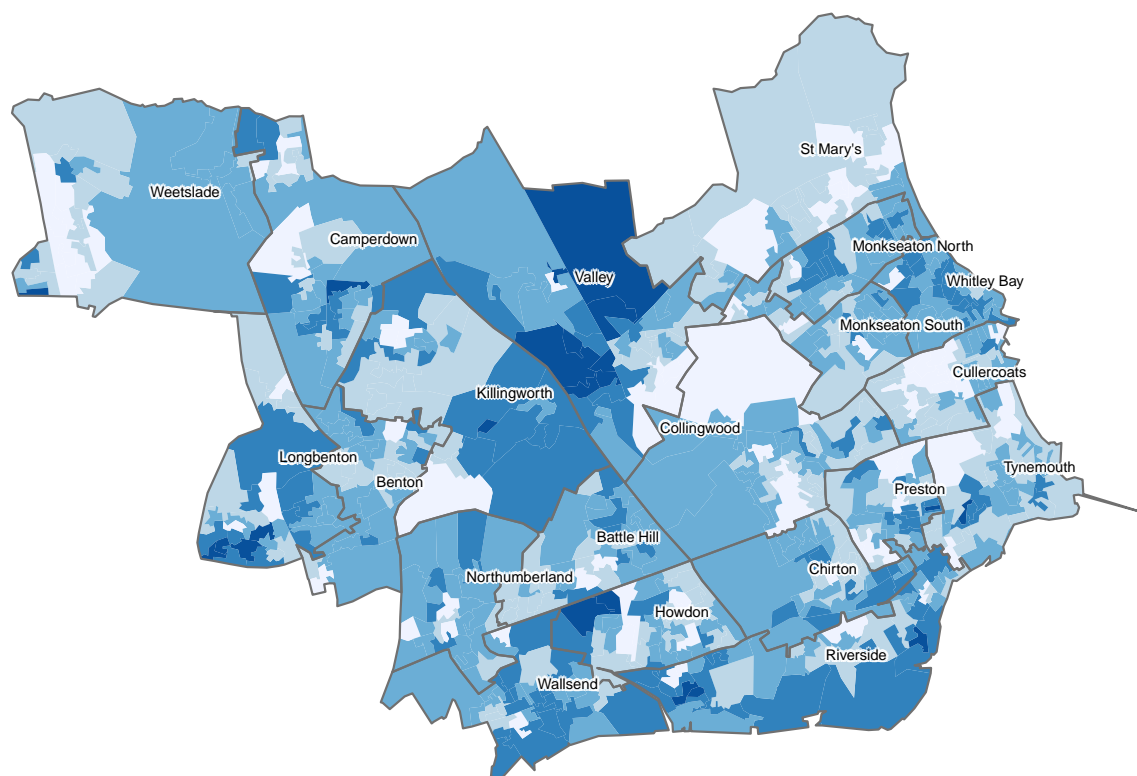 St Mary's
Weetslade
Camperdown
Monkseaton North
Valley
Whitley Bay
Monkseaton South
Cullercoats
Killingworth
Collingwood
Longbenton
Benton
Tynemouth
Preston
Battle Hill
Northumberland
Chirton
Howdon
Riverside
Wallsend